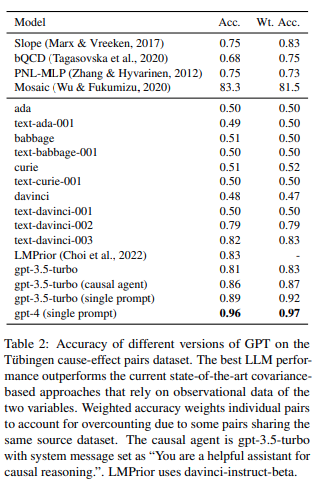 Model Acc. Wt. Acc.
Slope (Marx & Vreeken, 2017) 0.75 0.83
bQCD (Tagasovska et al., 2020) 0.68 0.75
PNL-MLP (Zhang & Hyvarinen, 2012) 0.75 0.73
Mosaic (Wu & Fukumizu, 2020) 83.3 81.5
ada 0.50 0.50
text-ada-001 0.49 0.50
babbage 0.51 0.50
text-babbage-001 0.50 0.50
curie 0.51 0.52
text-curie-001 0.50 0.50
davinci 0.48 0.47
text-davinci-001 0.50 0.50
text-davinci-002 0.79 0.79
text-davinci-003 0.82 0.83
LMPrior (Choi et al., 2022) 0.83 -
gpt-3.5-turbo 0.81 0.83
gpt-3.5-turbo (causal agent) 0.86 0.87
gpt-3.5-turbo (single prompt) 0.89 0.92
gpt-4 (single prompt) 0.96 0.97
Table 2: Accuracy of different versions of GPT on the
Tübingen cause-effect pairs dataset. The best LLM perfor-
mance outperforms the current state-of-the-art covariance-
based approaches that rely on observational data of the
two variables. Weighted accuracy weights individual pairs
to account for overcounting due to some pairs sharing the
same source dataset. The causal agent is gpt-3.5-turbo
with system message set as “You are a helpful assistant for
causal reasoning.”. LMPrior uses davinci-instruct-beta.